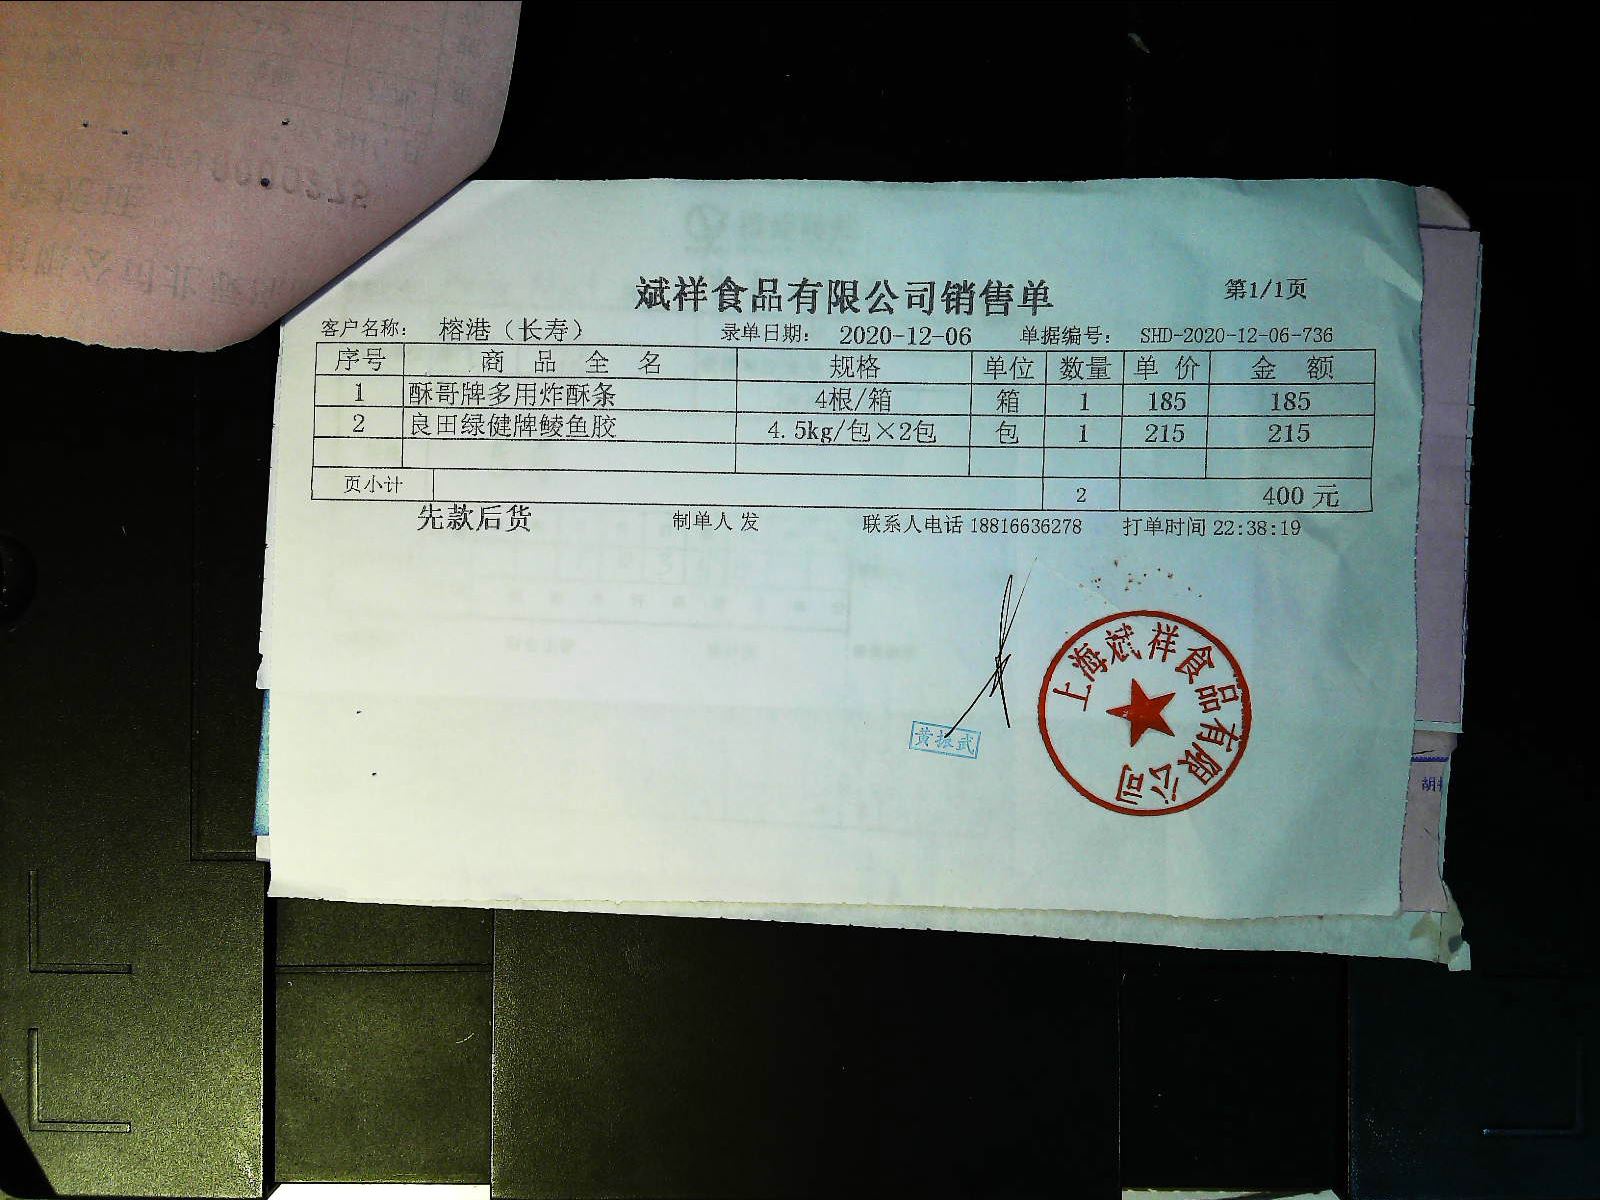 斌祥食品有限公司销售单 第1/1页
客户名称: 榕港（长寿） 录单日期: 2020-12-06 单据编号: SHD-2020-12-06-736
序号 商品全名 规格 单位 数量 单价 金额
1 酥哥牌多用炸酥条 4根/箱 箱 1 185 185
2 良田绿健牌鲮鱼胶 4.5kg/包×2包 包 1 215 215
页小计 2 400 元
先款后货 制单人 发 联系人电话 18816636278 打单时间 22:38:19
上海斌祥食品有限公司
黄振武